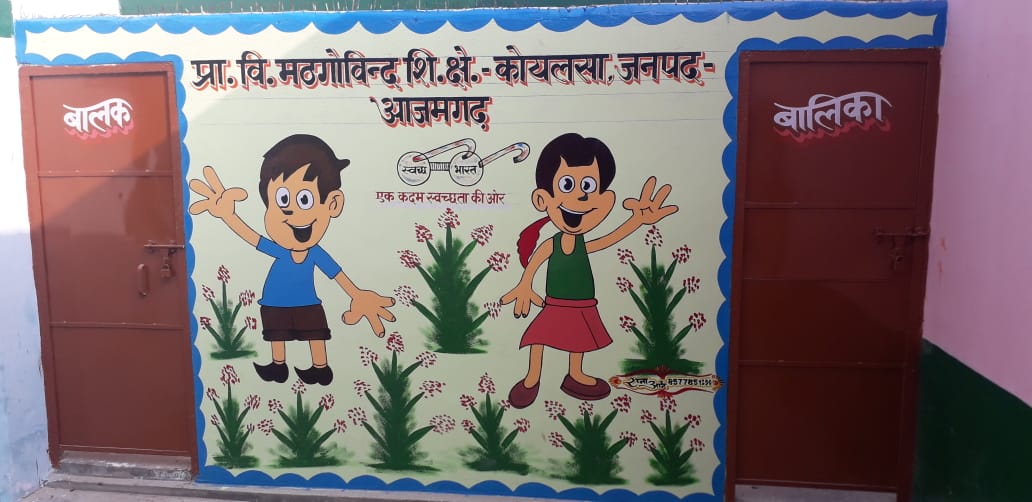 प्रा. वि. मठगोविन्द शि.क्षे.- कोयलसा, जनपद-
आजमगढ़
बालक
बालिका
स्वच्छ भारत
एक कदम स्वच्छता की ओर